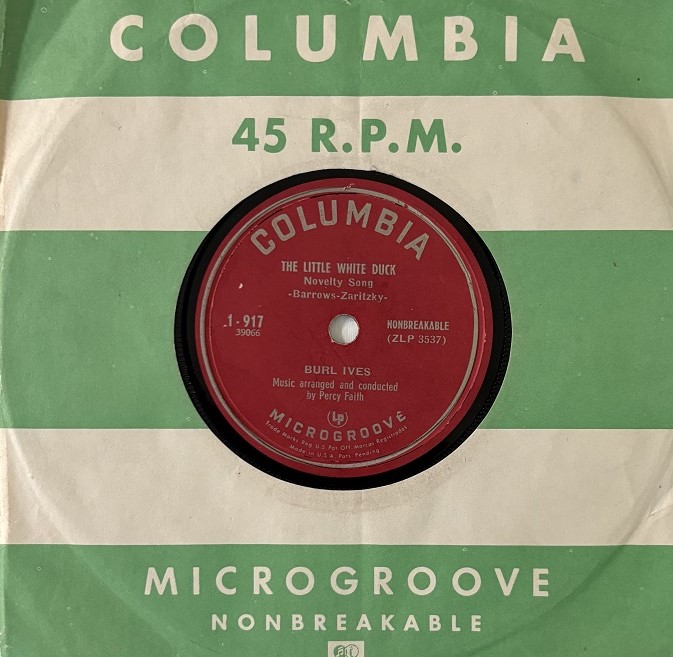 COLUMBIA
45 R.P.M.
COLUMBIA
THE LITTLE WHITE DUCK
Novelty Song
-Barrows-Zaritzky-
1-917
39066
NONBREAKABLE
(ZLP 3537)
BURL IVES
Music arranged and conducted
by Percy Faith
LP
MICROGROOVE
Trade Marks Reg. U.S. Pat. Off. Marcas Registradas
Made in U.S.A. Pats. Pending
MICROGROOVE
NONBREAKABLE